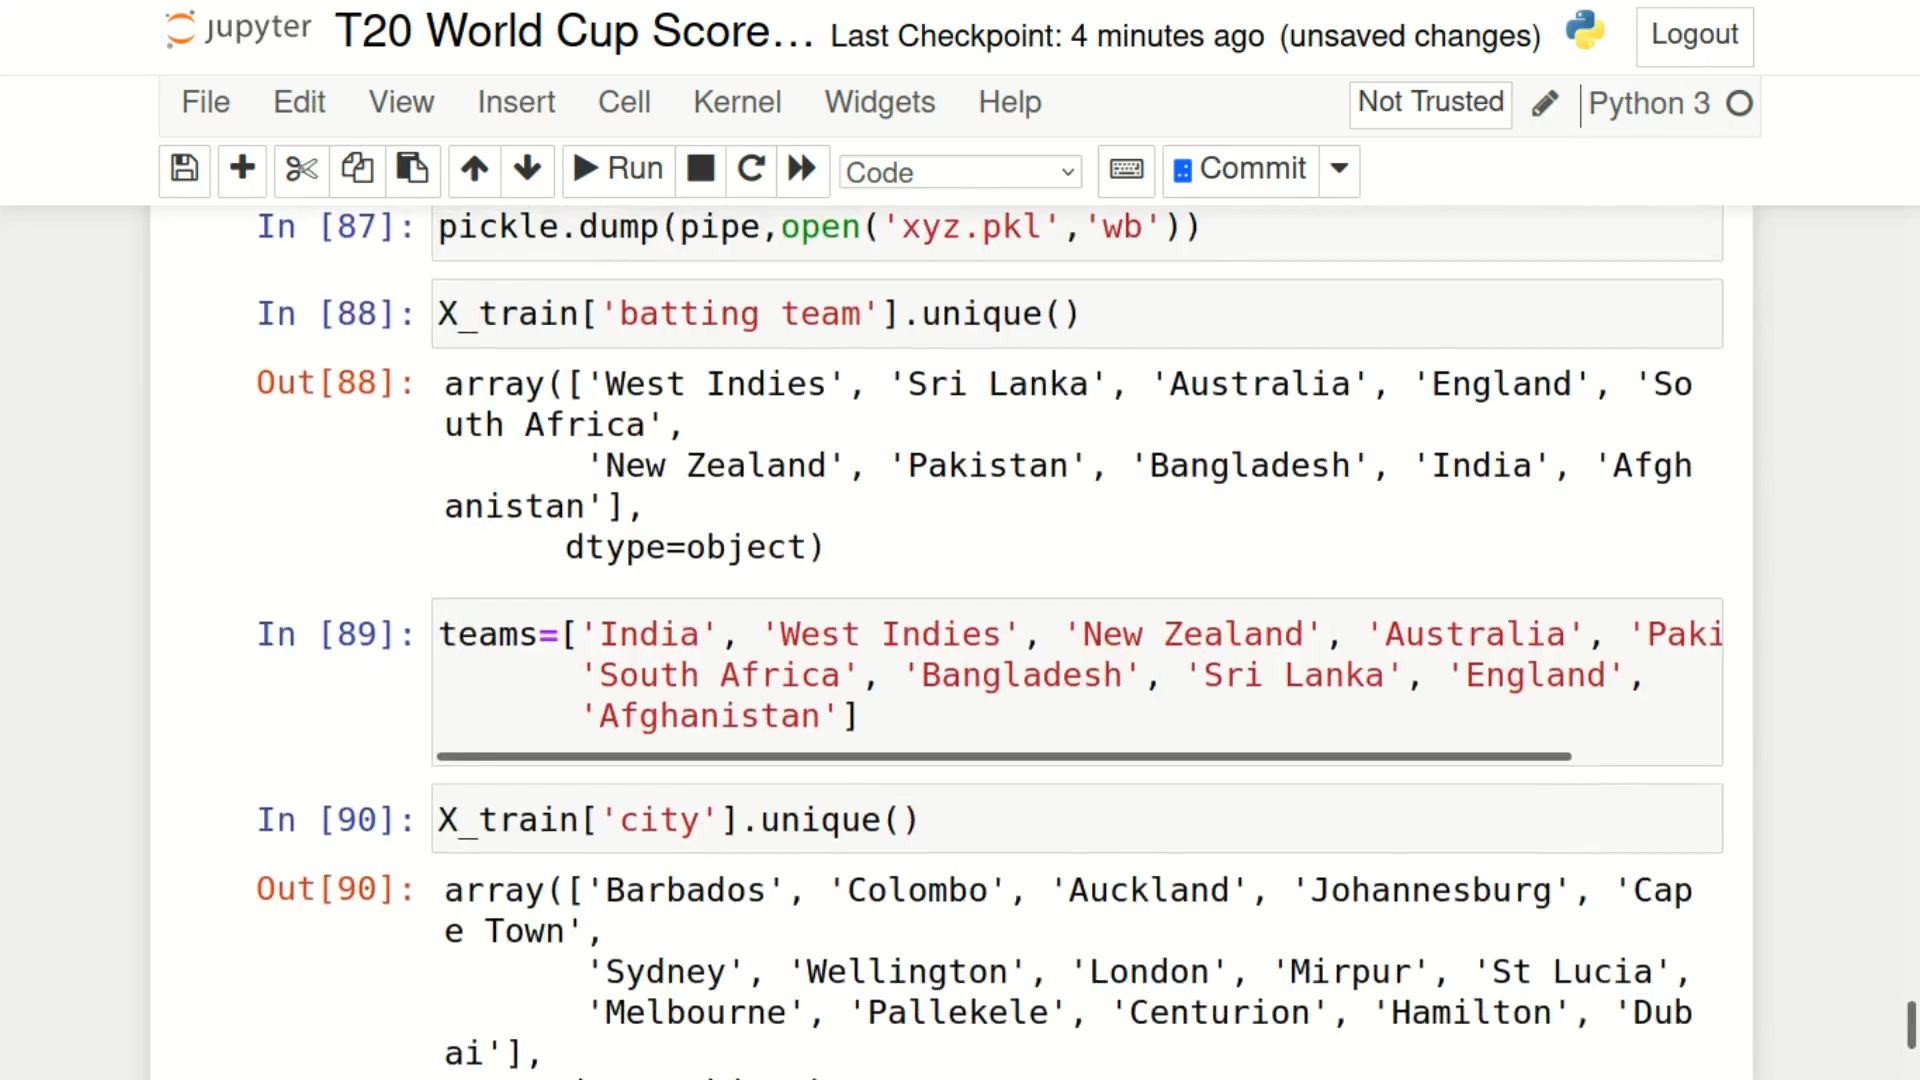 jupyter T20 World Cup Score... Last Checkpoint: 4 minutes ago (unsaved changes) Logout
File Edit View Insert Cell Kernel Widgets Help Not Trusted Python 3
Run Code Commit
In [87]: pickle.dump(pipe,open('xyz.pkl','wb'))
In [88]: X_train['batting team'].unique()
Out[88]: array(['West Indies', 'Sri Lanka', 'Australia', 'England', 'So
uth Africa',
'New Zealand', 'Pakistan', 'Bangladesh', 'India', 'Afgh
anistan'],
dtype=object)
In [89]: teams=['India', 'West Indies', 'New Zealand', 'Australia', 'Paki
'South Africa', 'Bangladesh', 'Sri Lanka', 'England',
'Afghanistan']
In [90]: X_train['city'].unique()
Out[90]: array(['Barbados', 'Colombo', 'Auckland', 'Johannesburg', 'Cap
e Town',
'Sydney', 'Wellington', 'London', 'Mirpur', 'St Lucia',
'Melbourne', 'Pallekele', 'Centurion', 'Hamilton', 'Dub
ai'],